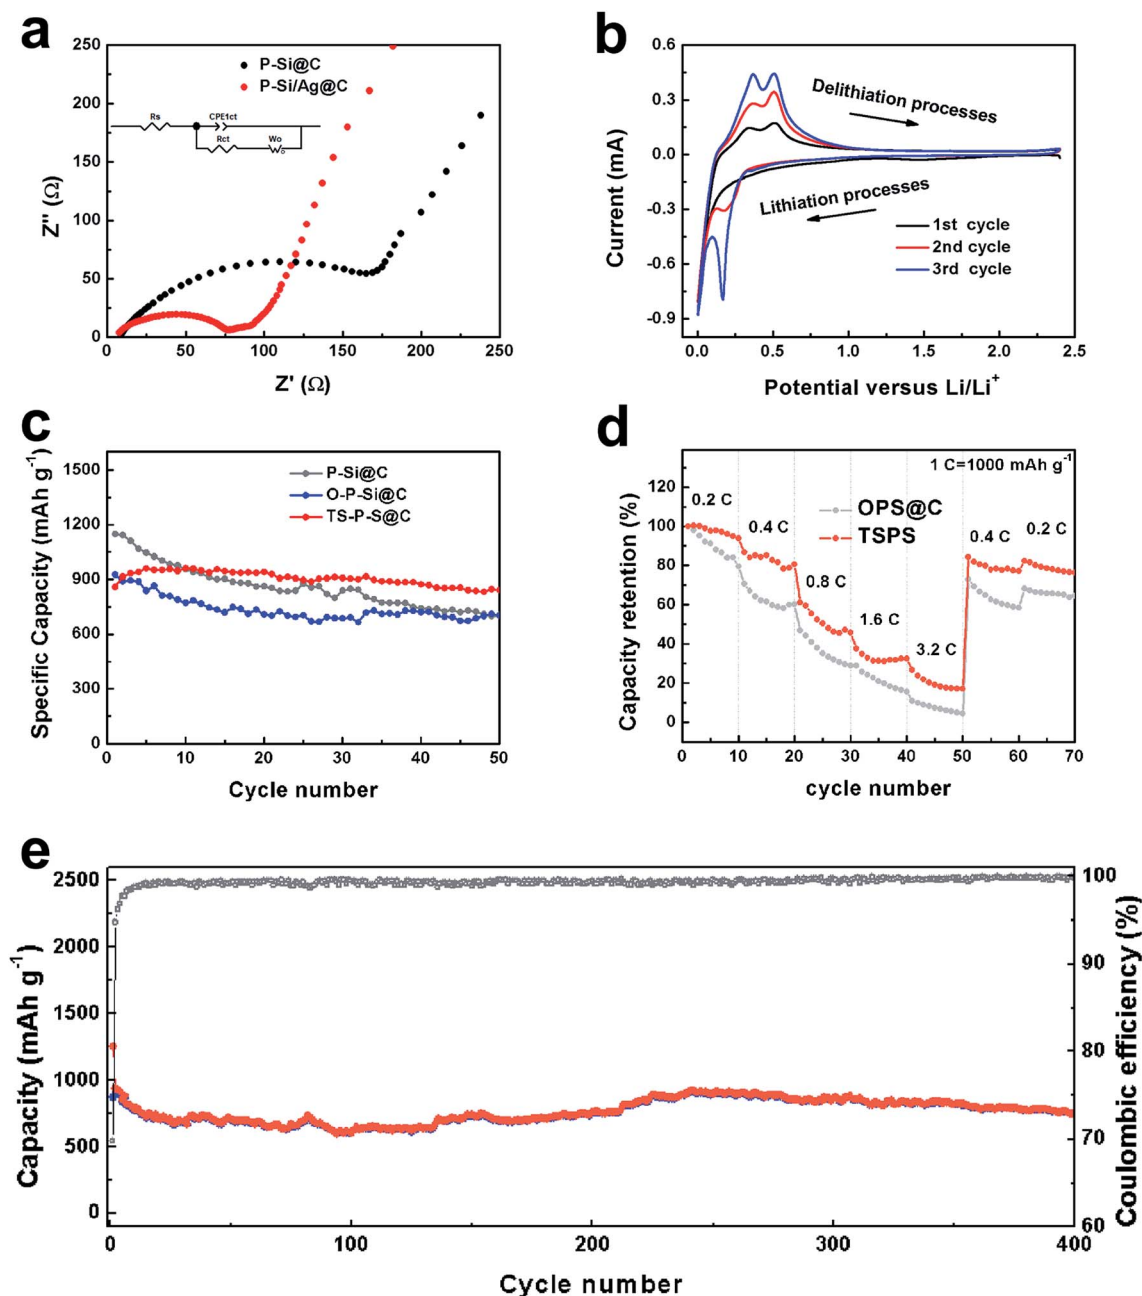 a
Z'' (Ω)
250
200
150
100
50
0
P-Si@C
P-Si/Ag@C
Rs
CPE1ct
Rct
Wo
0 50 100 150 200 250
Z' (Ω)
b
Current (mA)
0.6
0.3
0.0
-0.3
-0.6
-0.9
Delithiation processes
Lithiation processes
1st cycle
2nd cycle
3rd cycle
0.0 0.5 1.0 1.5 2.0 2.5
Potential versus Li/Li⁺
c
Specific Capacity (mAh g⁻¹)
1500
1200
900
600
300
0
P-Si@C
O-P-Si@C
TS-P-S@C
0 10 20 30 40 50
Cycle number
d
Capacity retention (%)
120
100
80
60
40
20
0
1 C=1000 mAh g⁻¹
OPS@C
TSPS
0.2 C
0.4 C
0.8 C
1.6 C
3.2 C
0.4 C
0.2 C
0 10 20 30 40 50 60 70
cycle number
e
Capacity (mAh g⁻¹)
2500
2000
1500
1000
500
0
100
90
80
70
60
Coulombic efficiency (%)
0 100 200 300 400
Cycle number